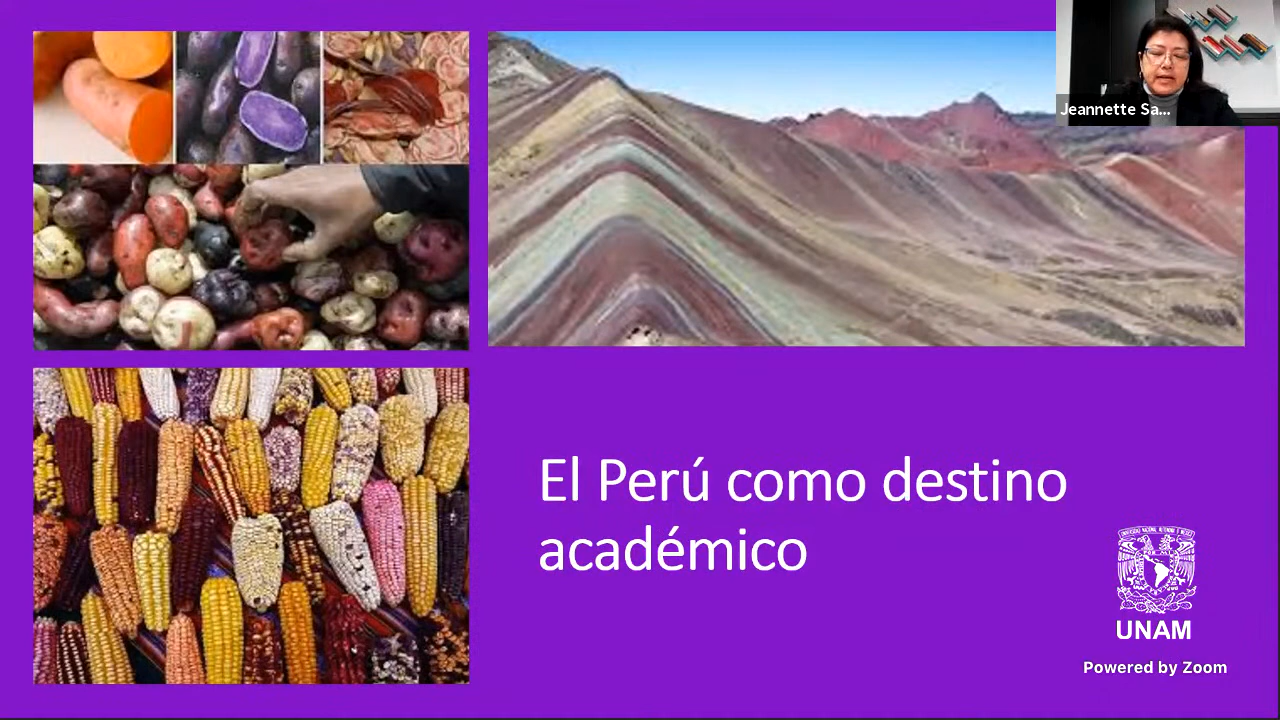 Jeannette Sa...
El Perú como destino
académico
UNAM
Powered by Zoom